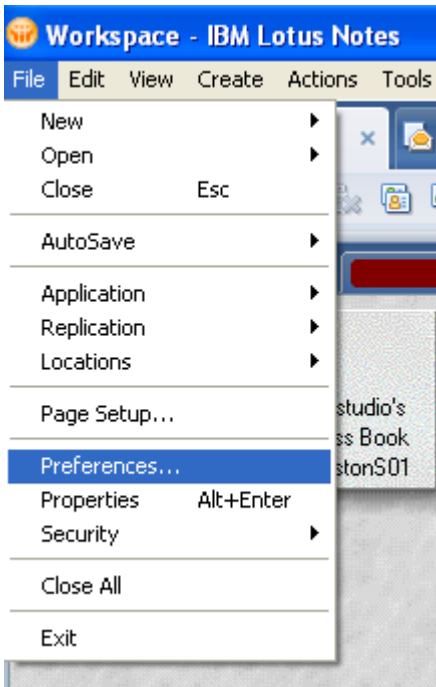 Workspace - IBM Lotus Notes
File Edit View Create Actions Tools
New
Open
Close Esc
AutoSave
Application
Replication
Locations
Page Setup...
studio's
ss Book
Preferences...
stonS01
Properties Alt+Enter
Security
Close All
Exit